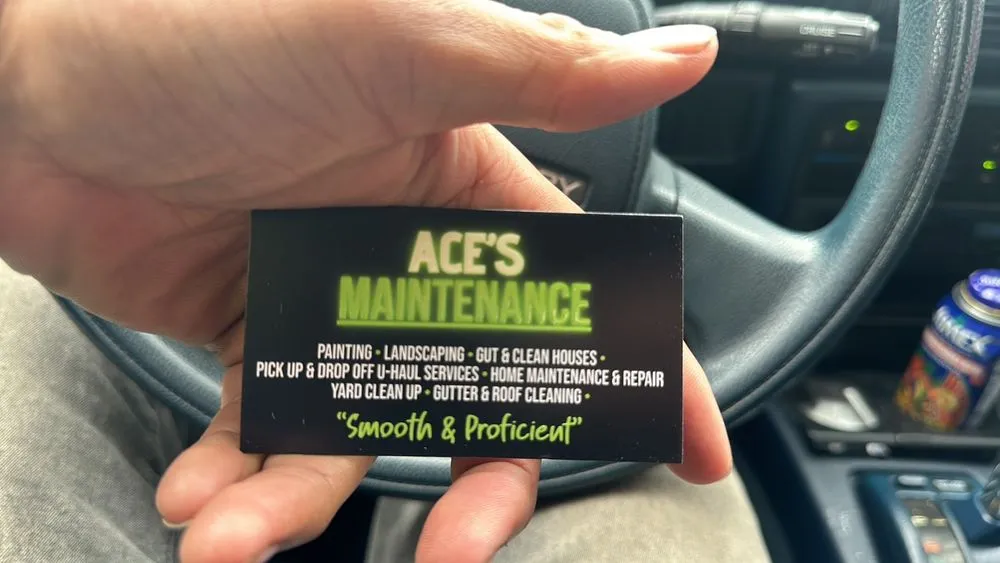 CRUISE
ACE'S
MAINTENANCE
PAINTING • LANDSCAPING • GUT & CLEAN HOUSES •
PICK UP & DROP OFF U-HAUL SERVICES • HOME MAINTENANCE & REPAIR
YARD CLEAN UP • GUTTER & ROOF CLEANING •
"Smooth & Proficient"